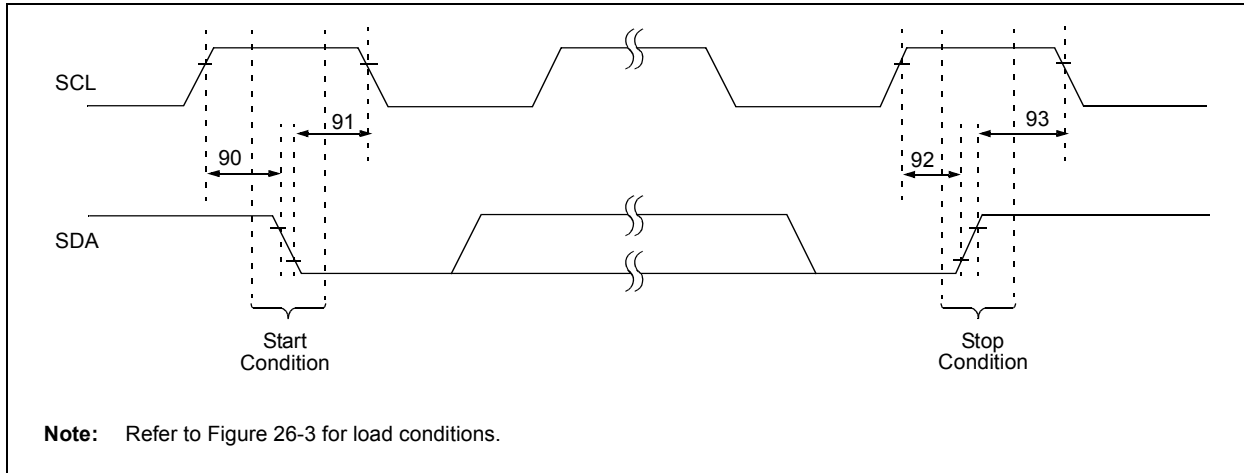 SCL
91
93
90
92
SDA
Start
Condition
Stop
Condition
Note: Refer to Figure 26-3 for load conditions.